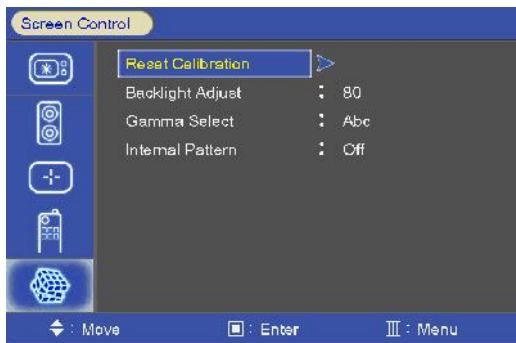 Screen Control
Reset Calibration
Backlight Adjust : 80
Gamma Select : Abc
Internal Pattern : Off
: Move : Enter : Menu